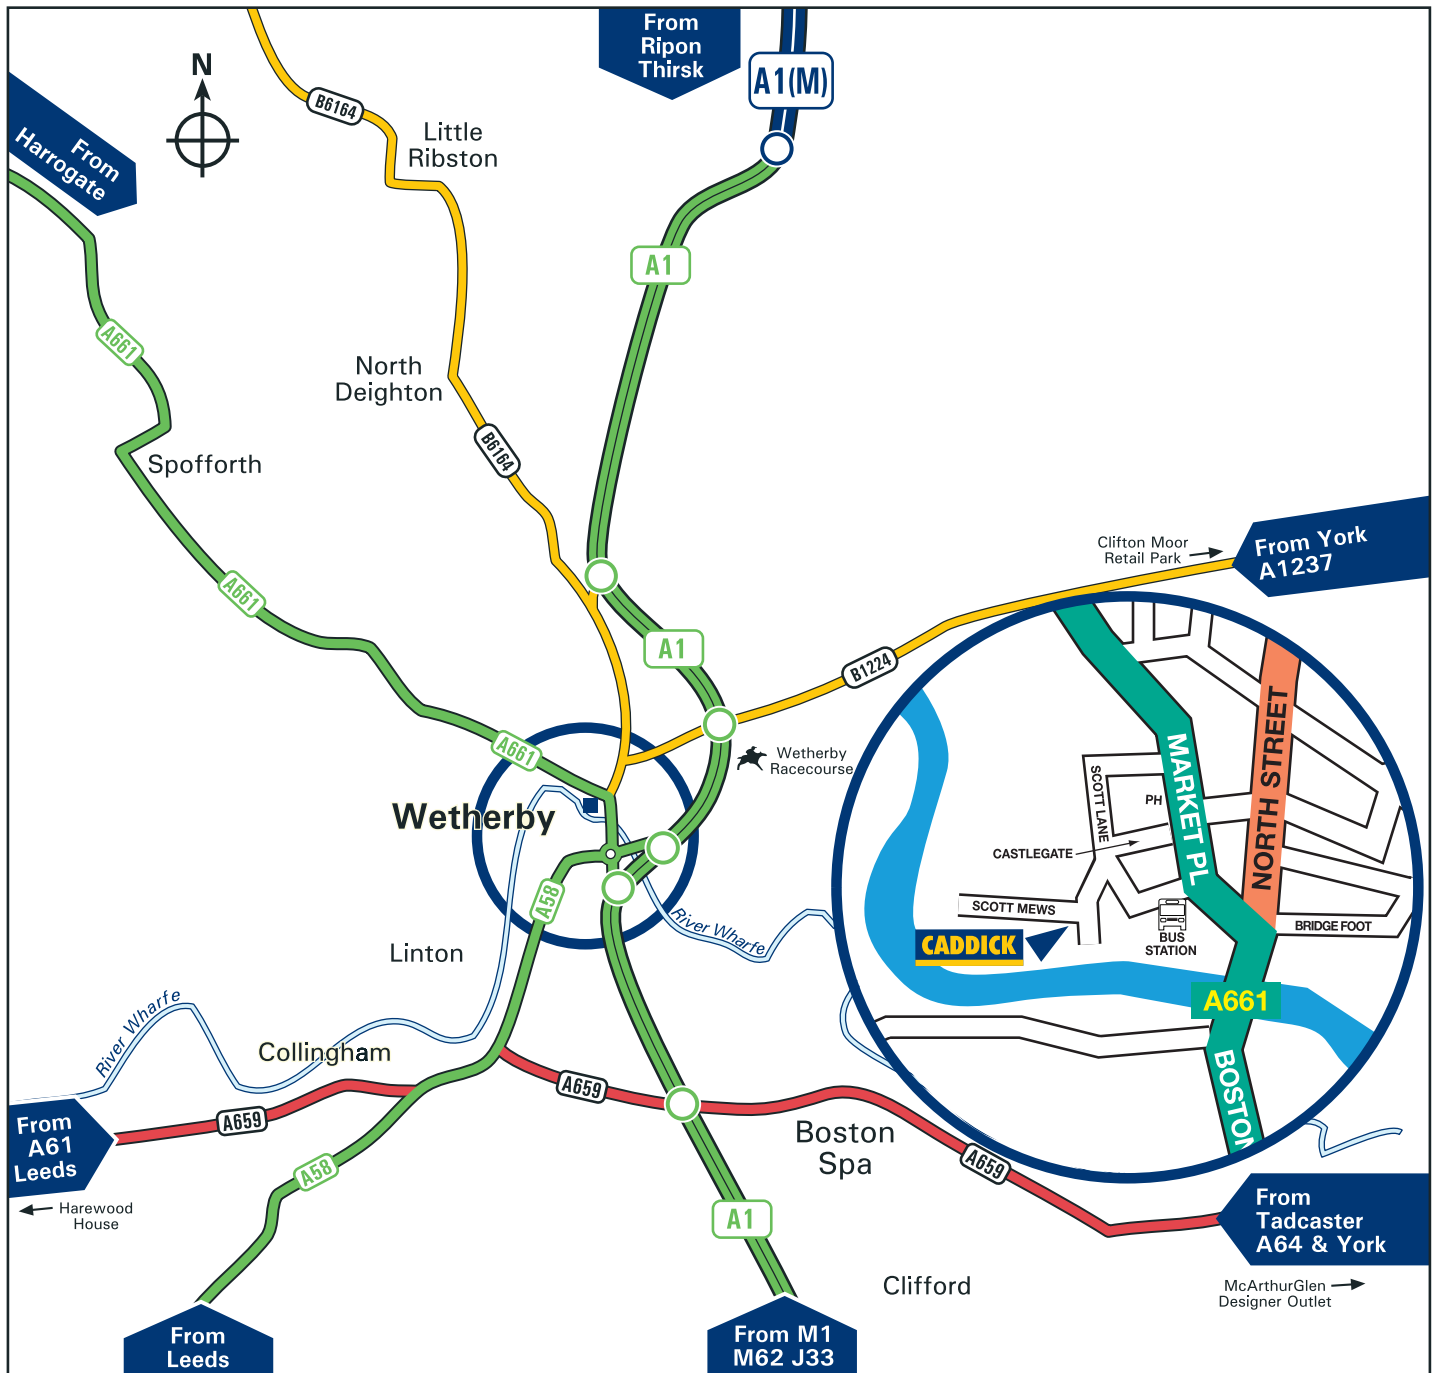 From
Ripon
Thirsk
A1(M)
N
From
Harrogate
B6164
Little
Ribston
A1
A661
North
Deighton
B6164
Spofforth
Clifton Moor
Retail Park
From York
A1237
A661
A1
B1224
A661
Wetherby
Racecourse
Wetherby
MARKET PL
NORTH STREET
SCOTT LANE
PH
CASTLEGATE
SCOTT MEWS
BUS
STATION
BRIDGE FOOT
CADDICK
A661
BOSTON
A58
River Wharfe
Linton
River Wharfe
Collingham
A659
A659
From
A61
Leeds
Boston
Spa
A659
A58
Harewood
House
From
Tadcaster
A64 & York
A1
Clifford
McArthurGlen
Designer Outlet
From
Leeds
From M1
M62 J33